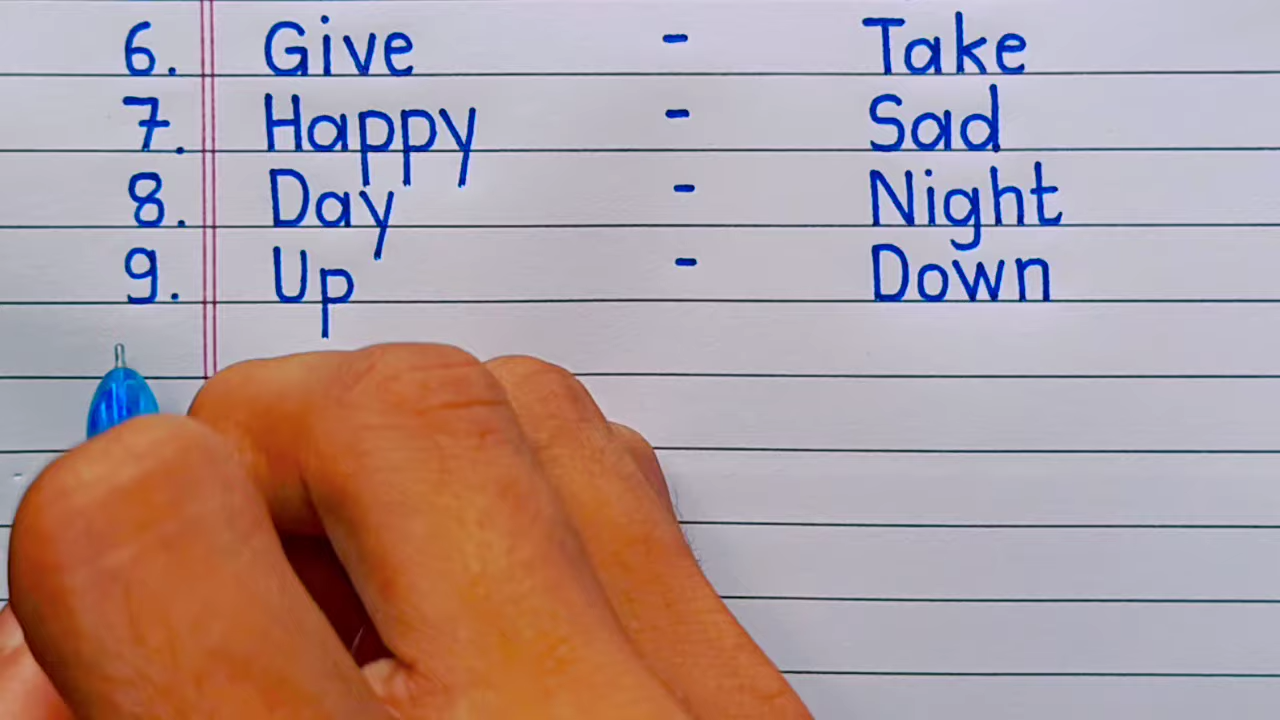 6. Give - Take
7. Happy - Sad
8. Day - Night
9. Up - Down